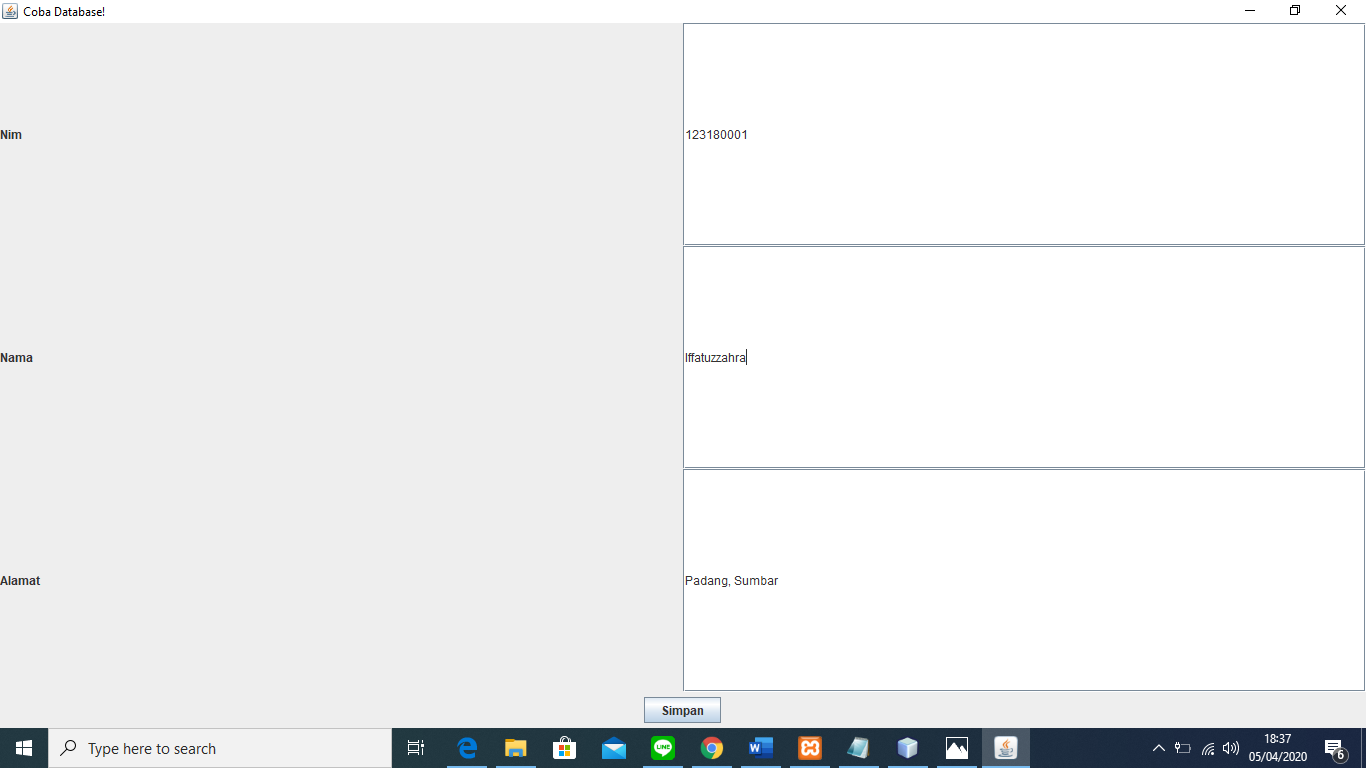 Coba Database!
Nim
123180001
Nama
Iffatuzzahra
Alamat
Padang, Sumbar
Simpan
Type here to search
LINE
18:37
05/04/2020
6